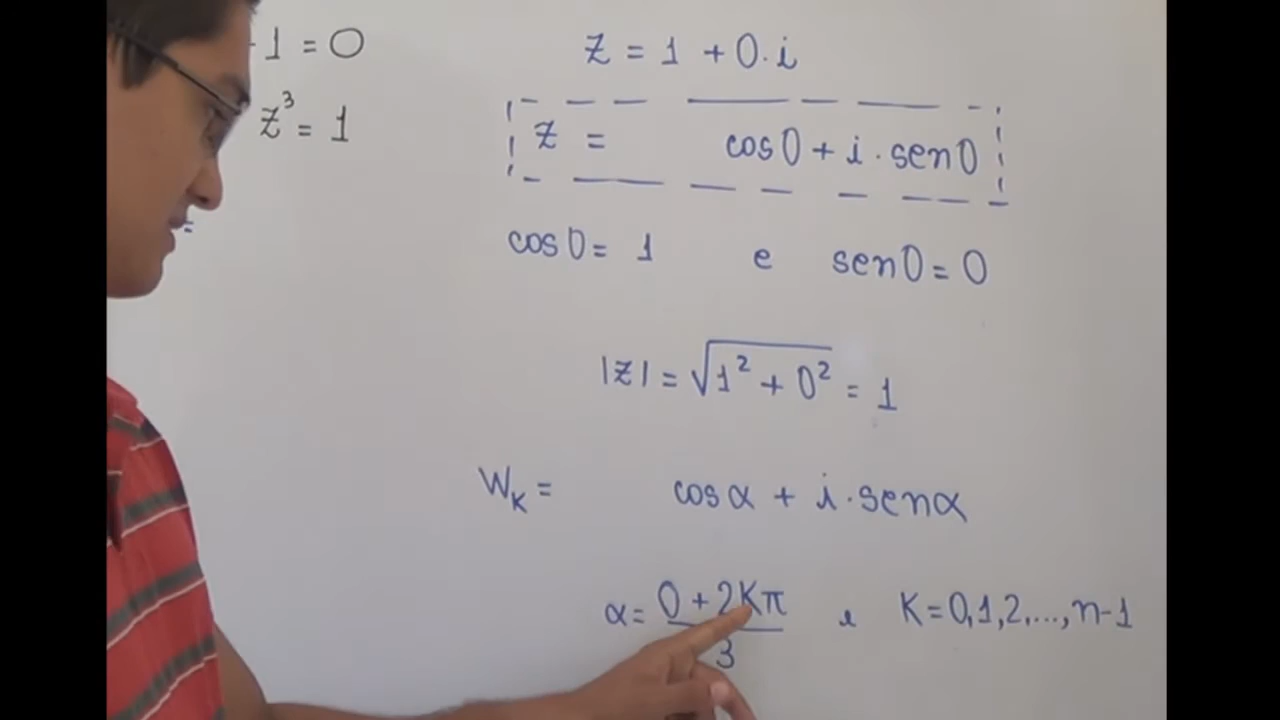 -1 = 0
z³ = 1
=
z = 1 + 0·i
z = cos0 + i·sen0
cos0 = 1 e sen0 = 0
|z| = √1² + 0² = 1
Wₖ = cosα + i·senα
α = 0 + 2Kπ / 3 e K = 0,1,2,...,n-1